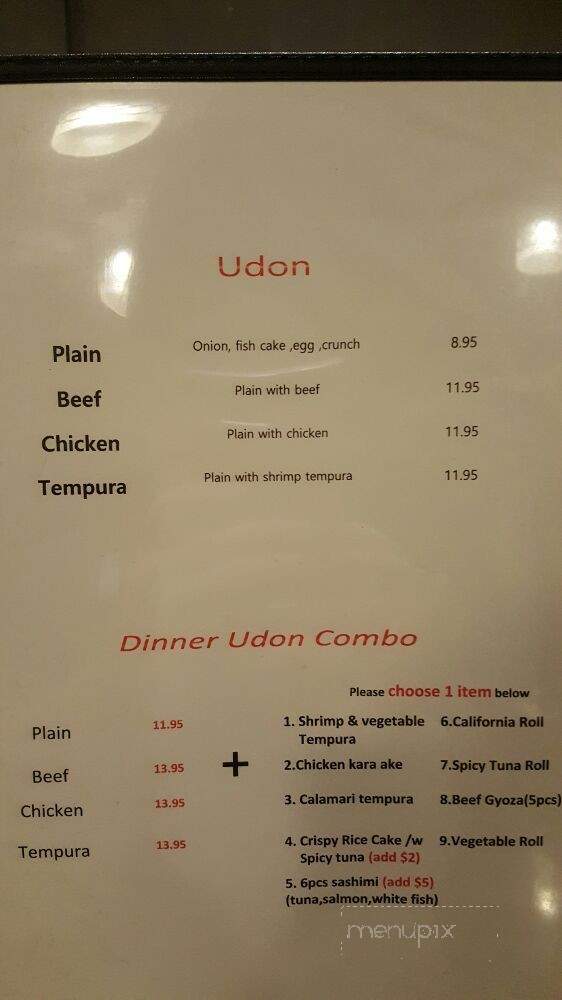 Udon
Plain Onion, fish cake ,egg ,crunch 8.95
Beef Plain with beef 11.95
Chicken Plain with chicken 11.95
Tempura Plain with shrimp tempura 11.95
Dinner Udon Combo
Please choose 1 item below
Plain 11.95
Beef 13.95
Chicken 13.95
Tempura 13.95
+
1. Shrimp & vegetable
Tempura
2.Chicken kara ake
3. Calamari tempura
4. Crispy Rice Cake /w
Spicy tuna (add $2)
5. 6pcs sashimi (add $5)
(tuna,salmon,white fish)
6.California Roll
7.Spicy Tuna Roll
8.Beef Gyoza(5pcs)
9.Vegetable Roll
menupix